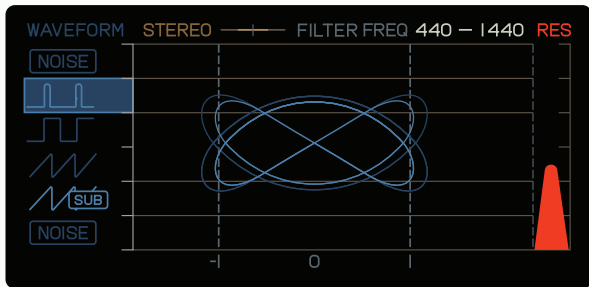 WAVEFORM STEREO FILTER FREQ 440 – 1440 RES
NOISE
SUB
NOISE
-1 0 1